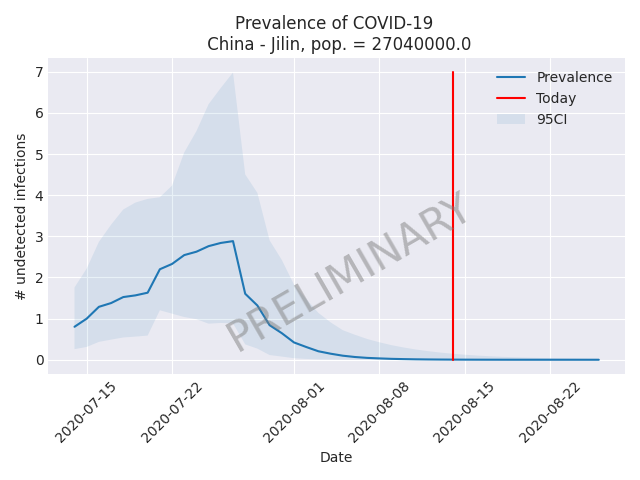 Prevalence of COVID-19
China - Jilin, pop. = 27040000.0
7
6
5
4
3
2
1
0
# undetected infections
Prevalence
Today
95CI
PRELIMINARY
2020-07-15
2020-07-22
2020-08-01
2020-08-08
2020-08-15
2020-08-22
Date